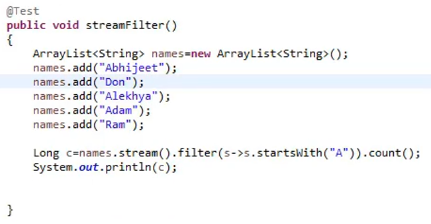 @Test
public void streamFilter()
{
    ArrayList<String> names=new ArrayList<String>();
    names.add("Abhijeet");
    names.add("Don");
    names.add("Alekhya");
    names.add("Adam");
    names.add("Ram");
    Long c=names.stream().filter(s->s.startsWith("A")).count();
    System.out.println(c);
}